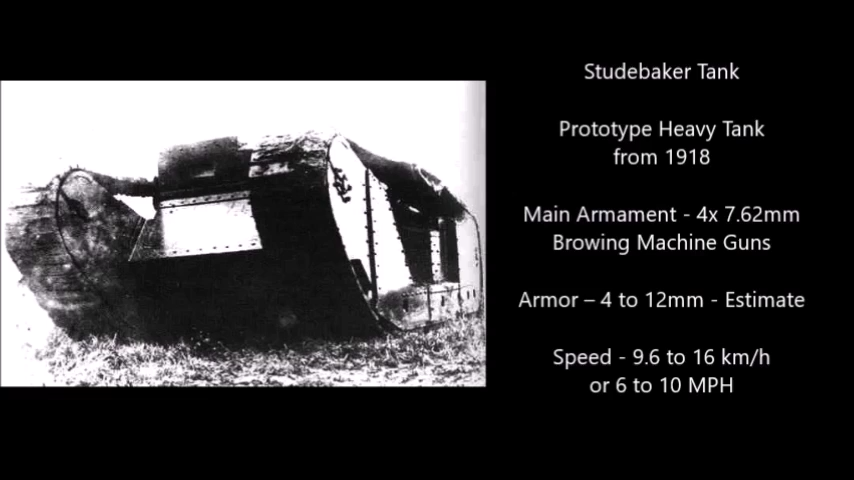 Studebaker Tank
Prototype Heavy Tank
from 1918
Main Armament - 4x 7.62mm
Browing Machine Guns
Armor – 4 to 12mm - Estimate
Speed - 9.6 to 16 km/h
or 6 to 10 MPH